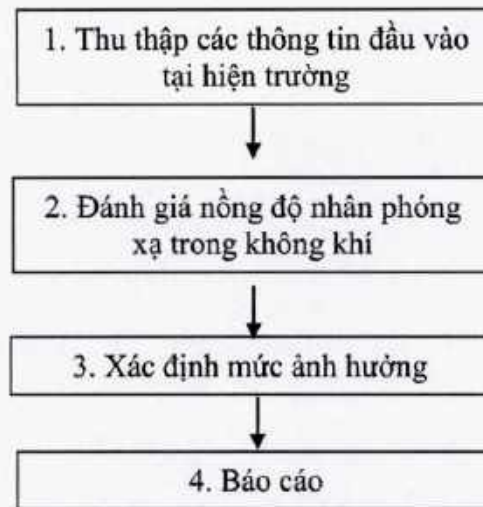 1. Thu thập các thông tin đầu vào
tại hiện trường
2. Đánh giá nồng độ nhân phóng
xạ trong không khí
3. Xác định mức ảnh hưởng
4. Báo cáo